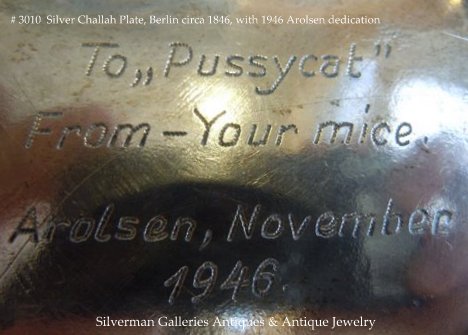 # 3010 Silver Challah Plate, Berlin circa 1846, with 1946 Arolsen dedication
To „Pussycat"
From – Your mice.
Arolsen, November
1946.
Silverman Galleries Antiques & Antique Jewelry